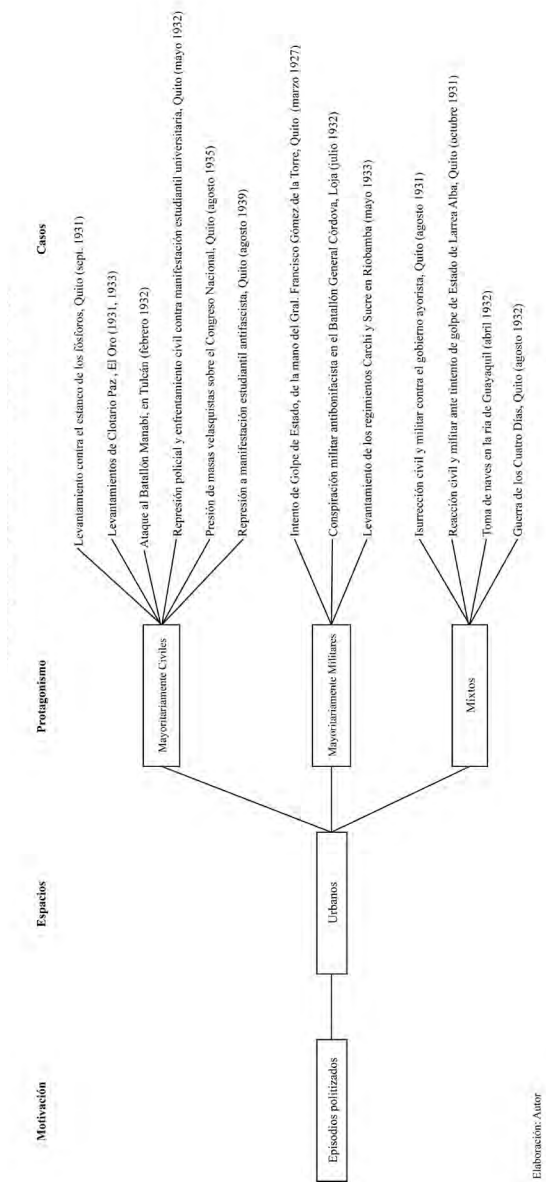 Motivación
Espacios
Protagonismo
Casos
Episodios politizados
Urbanos
Mayoritariamente Civiles
Levantamiento contra el estanco de los fósforos, Quito (sept. 1931)
Levantamientos de Clotario Paz , El Oro (1931, 1933)
Ataque al Batallón Manabí, en Tulcán (febrero 1932)
Represión policial y enfrentamiento civil contra manifestación estudiantil universitaria, Quito (mayo 1932)
Presión de masas velasquistas sobre el Congreso Nacional, Quito (agosto 1935)
Represión a manifestación estudiantil antifascista, Quito (agosto 1939)
Mayoritariamente Militares
Intento de Golpe de Estado, de la mano del Gral. Francisco Gómez de la Torre, Quito (marzo 1927)
Conspiración militar antibonifacista en el Batallón General Córdova, Loja (julio 1932)
Levantamiento de los regimientos Carchi y Sucre en Riobamba (mayo 1933)
Mixtos
Isurrección civil y militar contra el gobierno ayorista, Quito (agosto 1931)
Reacción civil y militar ante tintento de golpe de Estado de Larrea Alba, Quito (octubre 1931)
Toma de naves en la ría de Guayaquil (abril 1932)
Guerra de los Cuatro Días, Quito (agosto 1932)
Elaboración: Autor